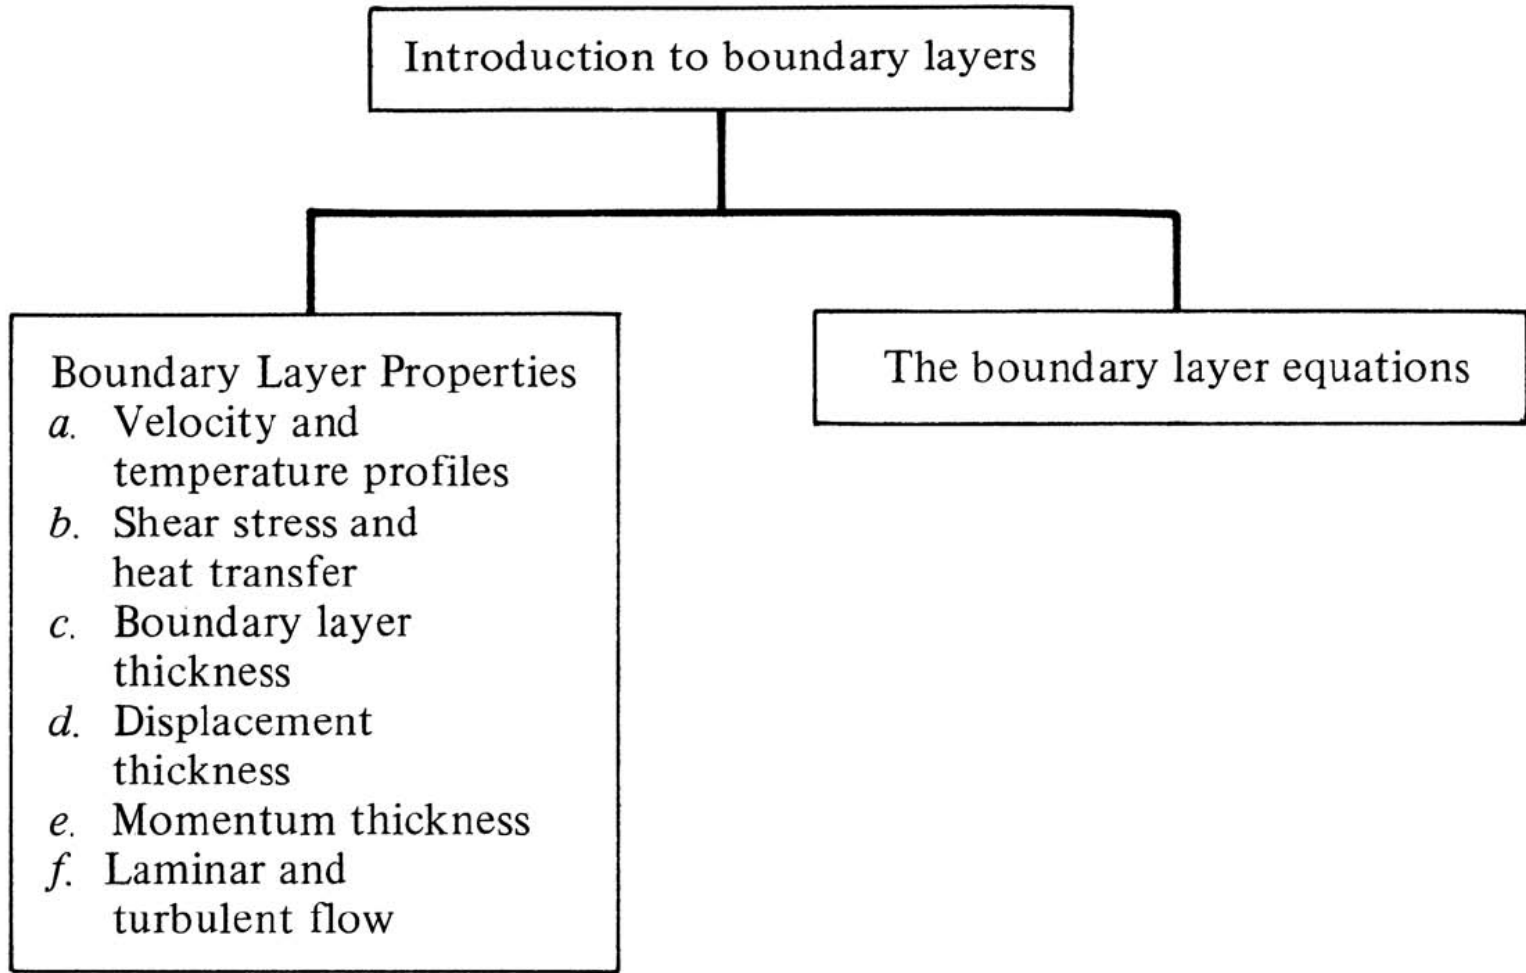 Introduction to boundary layers
Boundary Layer Properties
a. Velocity and
temperature profiles
b. Shear stress and
heat transfer
c. Boundary layer
thickness
d. Displacement
thickness
e. Momentum thickness
f. Laminar and
turbulent flow
The boundary layer equations